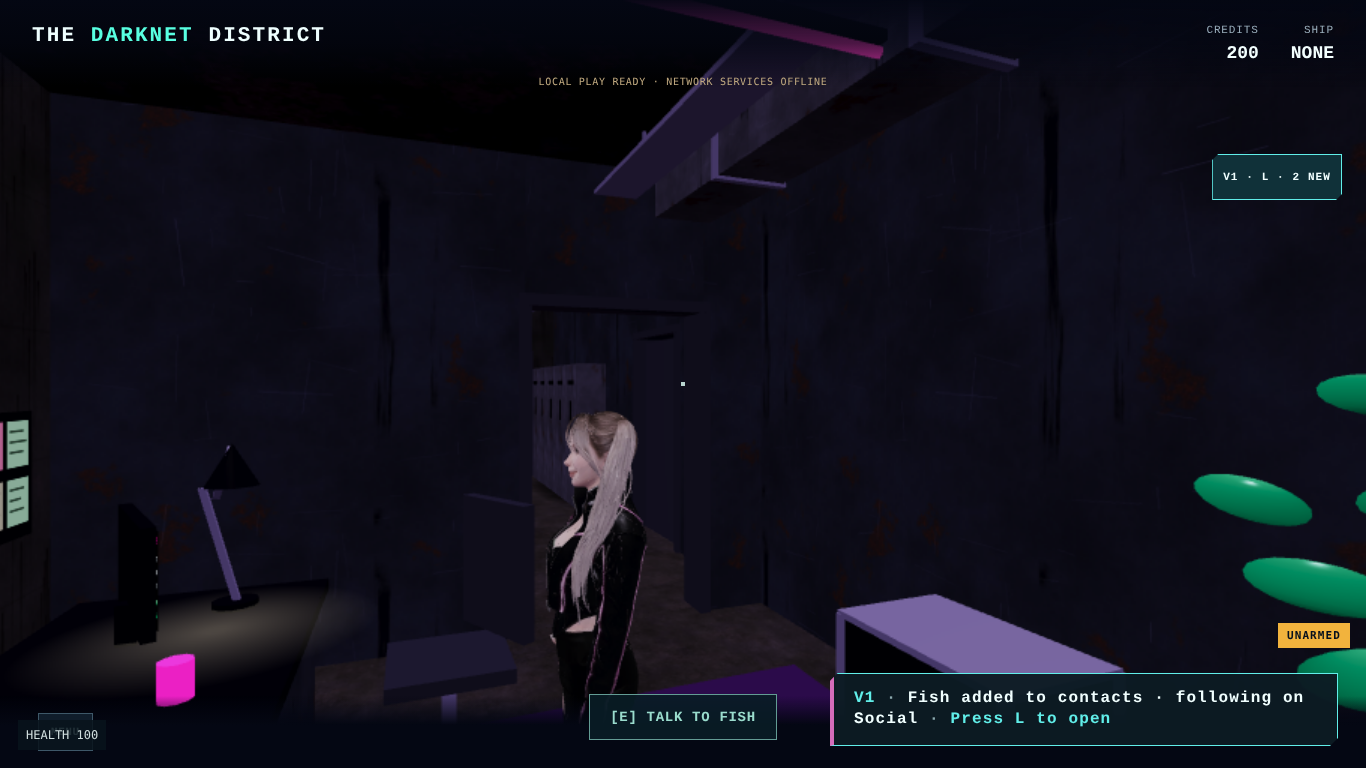 THE DARKNET DISTRICT
CREDITS SHIP
200 NONE
LOCAL PLAY READY · NETWORK SERVICES OFFLINE
V1 · L · 2 NEW
UNARMED
V1 · Fish added to contacts · following on
Social · Press L to open
[E] TALK TO FISH
HEALTH 100